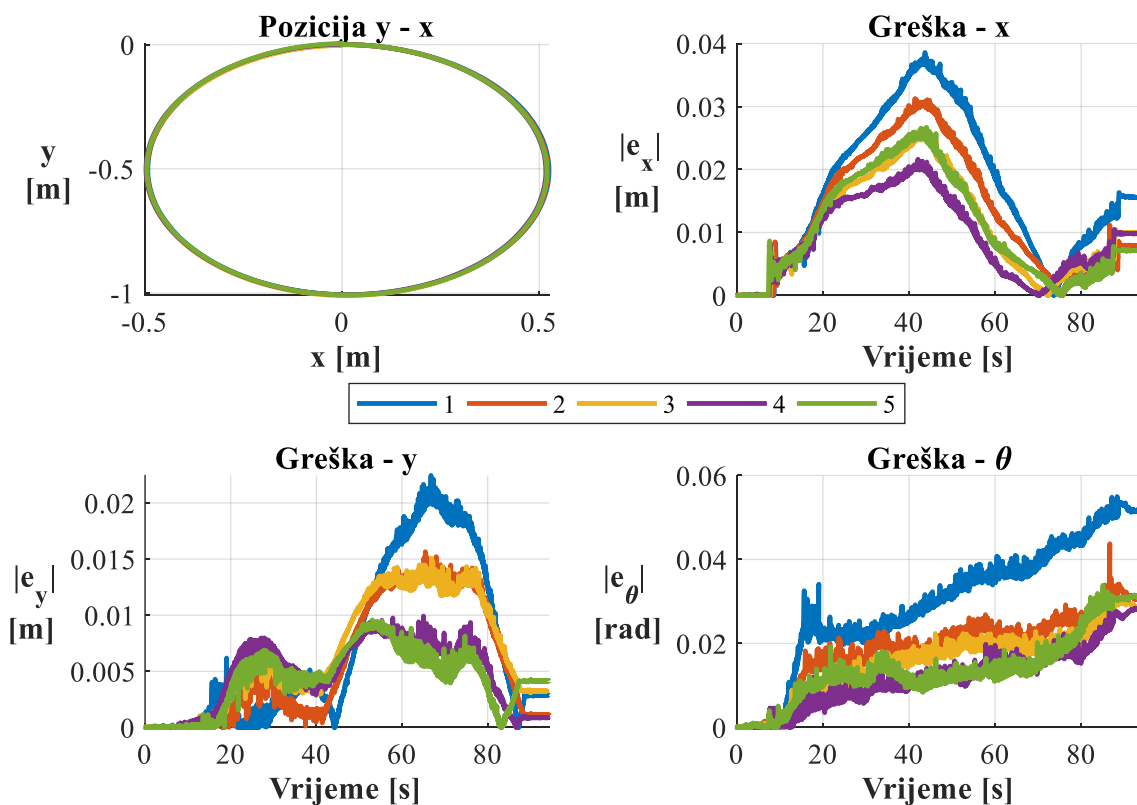 Pozicija y - x
0
-0.5
-1
y
[m]
-0.5
0
0.5
x [m]
Greška - x
0.04
0.03
0.02
0.01
0
|e_x|
[m]
0
20
40
60
80
Vrijeme [s]
1 2 3 4 5
Greška - y
0.02
0.015
0.01
0.005
0
|e_y|
[m]
0
20
40
60
80
Vrijeme [s]
Greška - θ
0.06
0.04
0.02
0
|e_θ|
[rad]
0
20
40
60
80
Vrijeme [s]